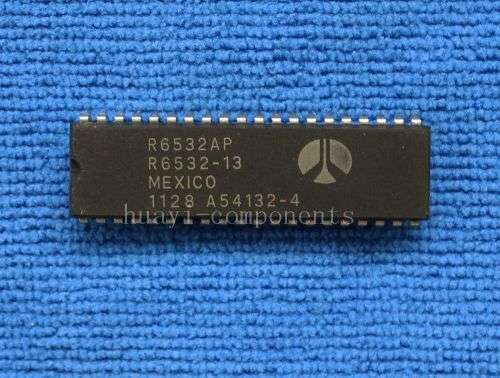 R6532AP
R6532-13
MEXICO
1128 A54132-4
huayi-components